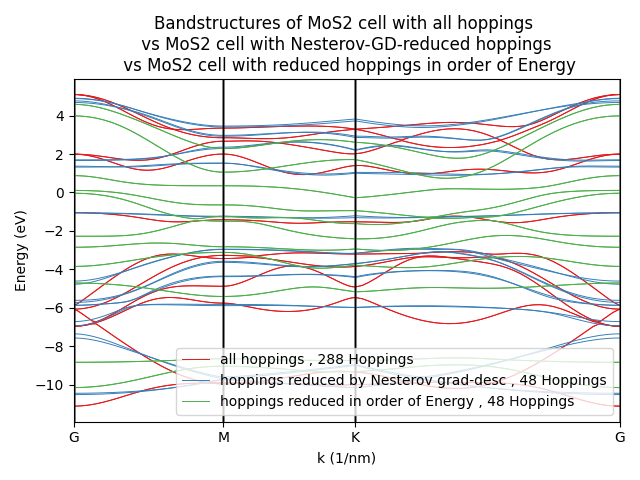 Bandstructures of MoS2 cell with all hoppings
vs MoS2 cell with Nesterov-GD-reduced hoppings
vs MoS2 cell with reduced hoppings in order of Energy
4
2
0
−2
−4
−6
−8
−10
Energy (eV)
all hoppings , 288 Hoppings
hoppings reduced by Nesterov grad-desc , 48 Hoppings
hoppings reduced in order of Energy , 48 Hoppings
G M K G
k (1/nm)